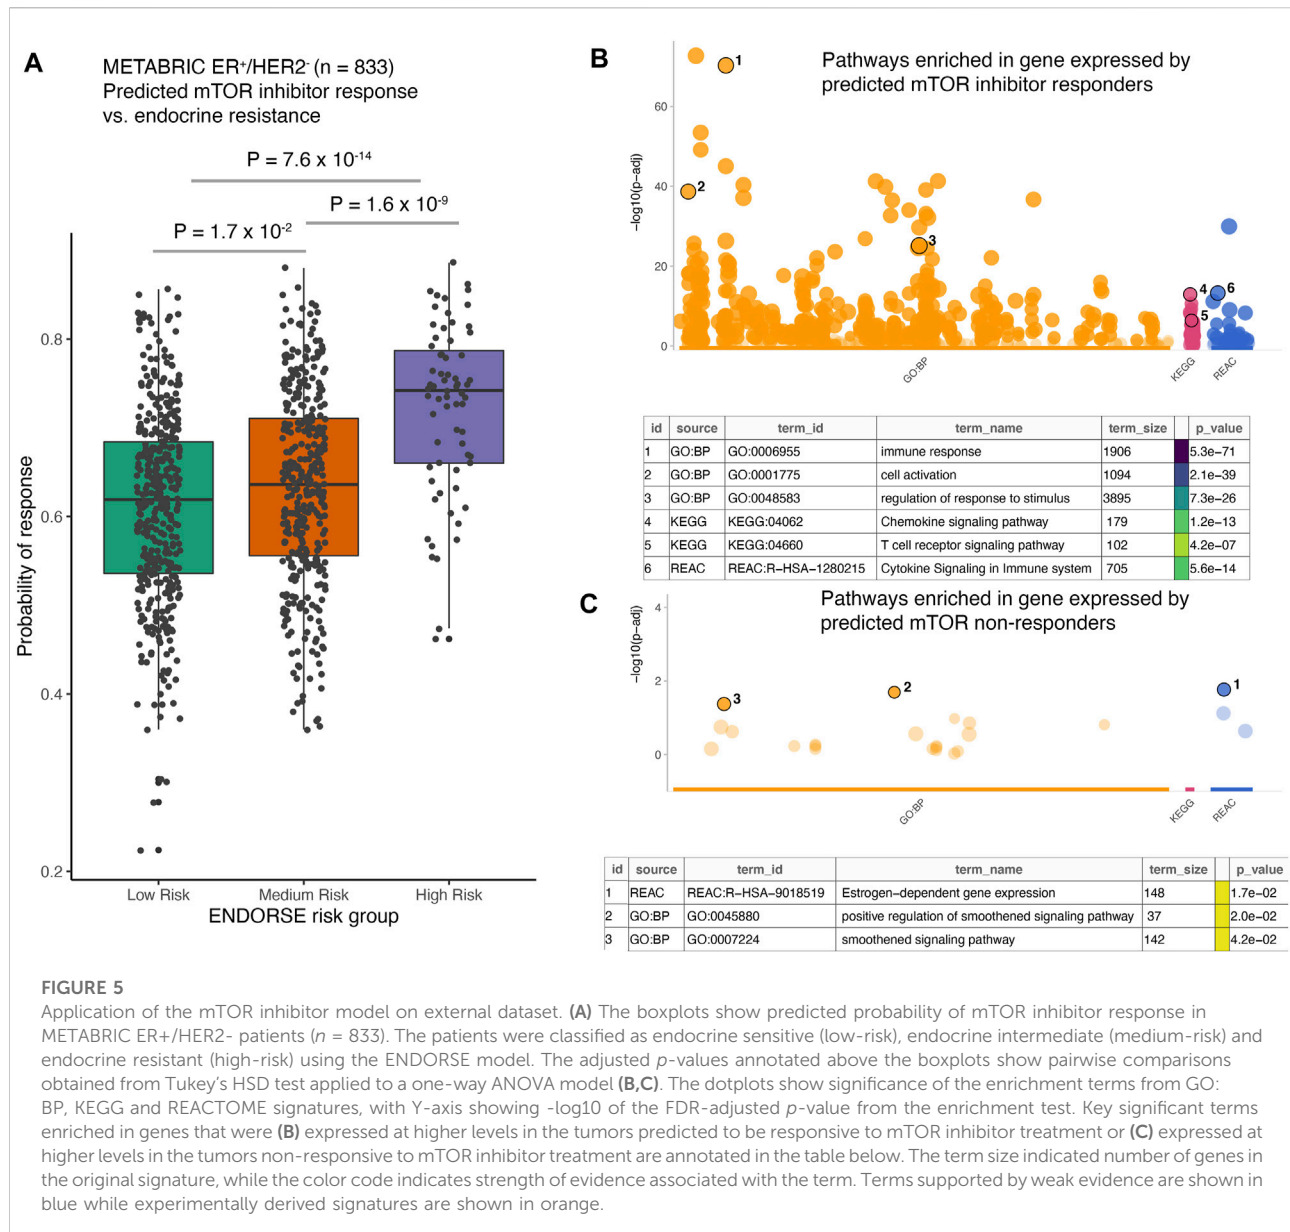 A
METABRIC ER+/HER2- (n = 833)
Predicted mTOR inhibitor response
vs. endocrine resistance
P = 7.6 x 10-14
P = 1.6 x 10-9
P = 1.7 x 10-2
Probability of response
0.8
0.6
0.4
0.2
Low Risk Medium Risk High Risk
ENDORSE risk group
B
Pathways enriched in gene expressed by
predicted mTOR inhibitor responders
-log10(p-adj)
60
40
20
0
1
2
3
4
5
6
GO:BP KEGG REAC
id source term_id term_name term_size p_value
1 GO:BP GO:0006955 immune response 1906 5.3e-71
2 GO:BP GO:0001775 cell activation 1094 2.1e-39
3 GO:BP GO:0048583 regulation of response to stimulus 3895 7.3e-26
4 KEGG KEGG:04062 Chemokine signaling pathway 179 1.2e-13
5 KEGG KEGG:04660 T cell receptor signaling pathway 102 4.2e-07
6 REAC REAC:R-HSA-1280215 Cytokine Signaling in Immune system 705 5.6e-14
C
Pathways enriched in gene expressed by
predicted mTOR non-responders
-log10(p-adj)
4
2
0
3
2
1
GO:BP KEGG REAC
id source term_id term_name term_size p_value
1 REAC REAC:R-HSA-9018519 Estrogen-dependent gene expression 148 1.7e-02
2 GO:BP GO:0045880 positive regulation of smoothened signaling pathway 37 2.0e-02
3 GO:BP GO:0007224 smoothened signaling pathway 142 4.2e-02
FIGURE 5
Application of the mTOR inhibitor model on external dataset. (A) The boxplots show predicted probability of mTOR inhibitor response in
METABRIC ER+/HER2- patients (n = 833). The patients were classified as endocrine sensitive (low-risk), endocrine intermediate (medium-risk) and
endocrine resistant (high-risk) using the ENDORSE model. The adjusted p-values annotated above the boxplots show pairwise comparisons
obtained from Tukey's HSD test applied to a one-way ANOVA model (B,C). The dotplots show significance of the enrichment terms from GO:
BP, KEGG and REACTOME signatures, with Y-axis showing -log10 of the FDR-adjusted p-value from the enrichment test. Key significant terms
enriched in genes that were (B) expressed at higher levels in the tumors predicted to be responsive to mTOR inhibitor treatment or (C) expressed at
higher levels in the tumors non-responsive to mTOR inhibitor treatment are annotated in the table below. The term size indicated number of genes in
the original signature, while the color code indicates strength of evidence associated with the term. Terms supported by weak evidence are shown in
blue while experimentally derived signatures are shown in orange.